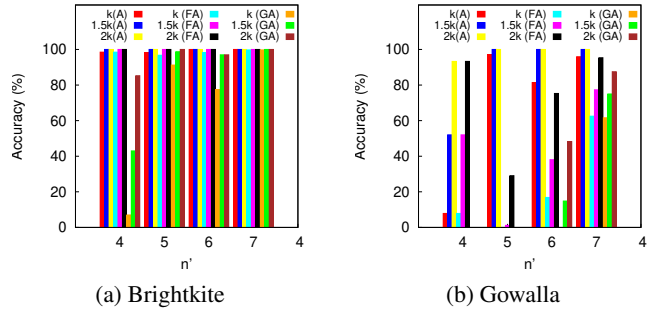 k(A) k (FA) k (GA)
1.5k(A) 1.5k (FA) 1.5k (GA)
2k(A) 2k (FA) 2k (GA)
100
80
60
40
20
0
Accuracy (%)
4 5 6 7 4
n'
(a) Brightkite
k(A) k (FA) k (GA)
1.5k(A) 1.5k (FA) 1.5k (GA)
2k(A) 2k (FA) 2k (GA)
100
80
60
40
20
0
Accuracy (%)
4 5 6 7 4
n'
(b) Gowalla